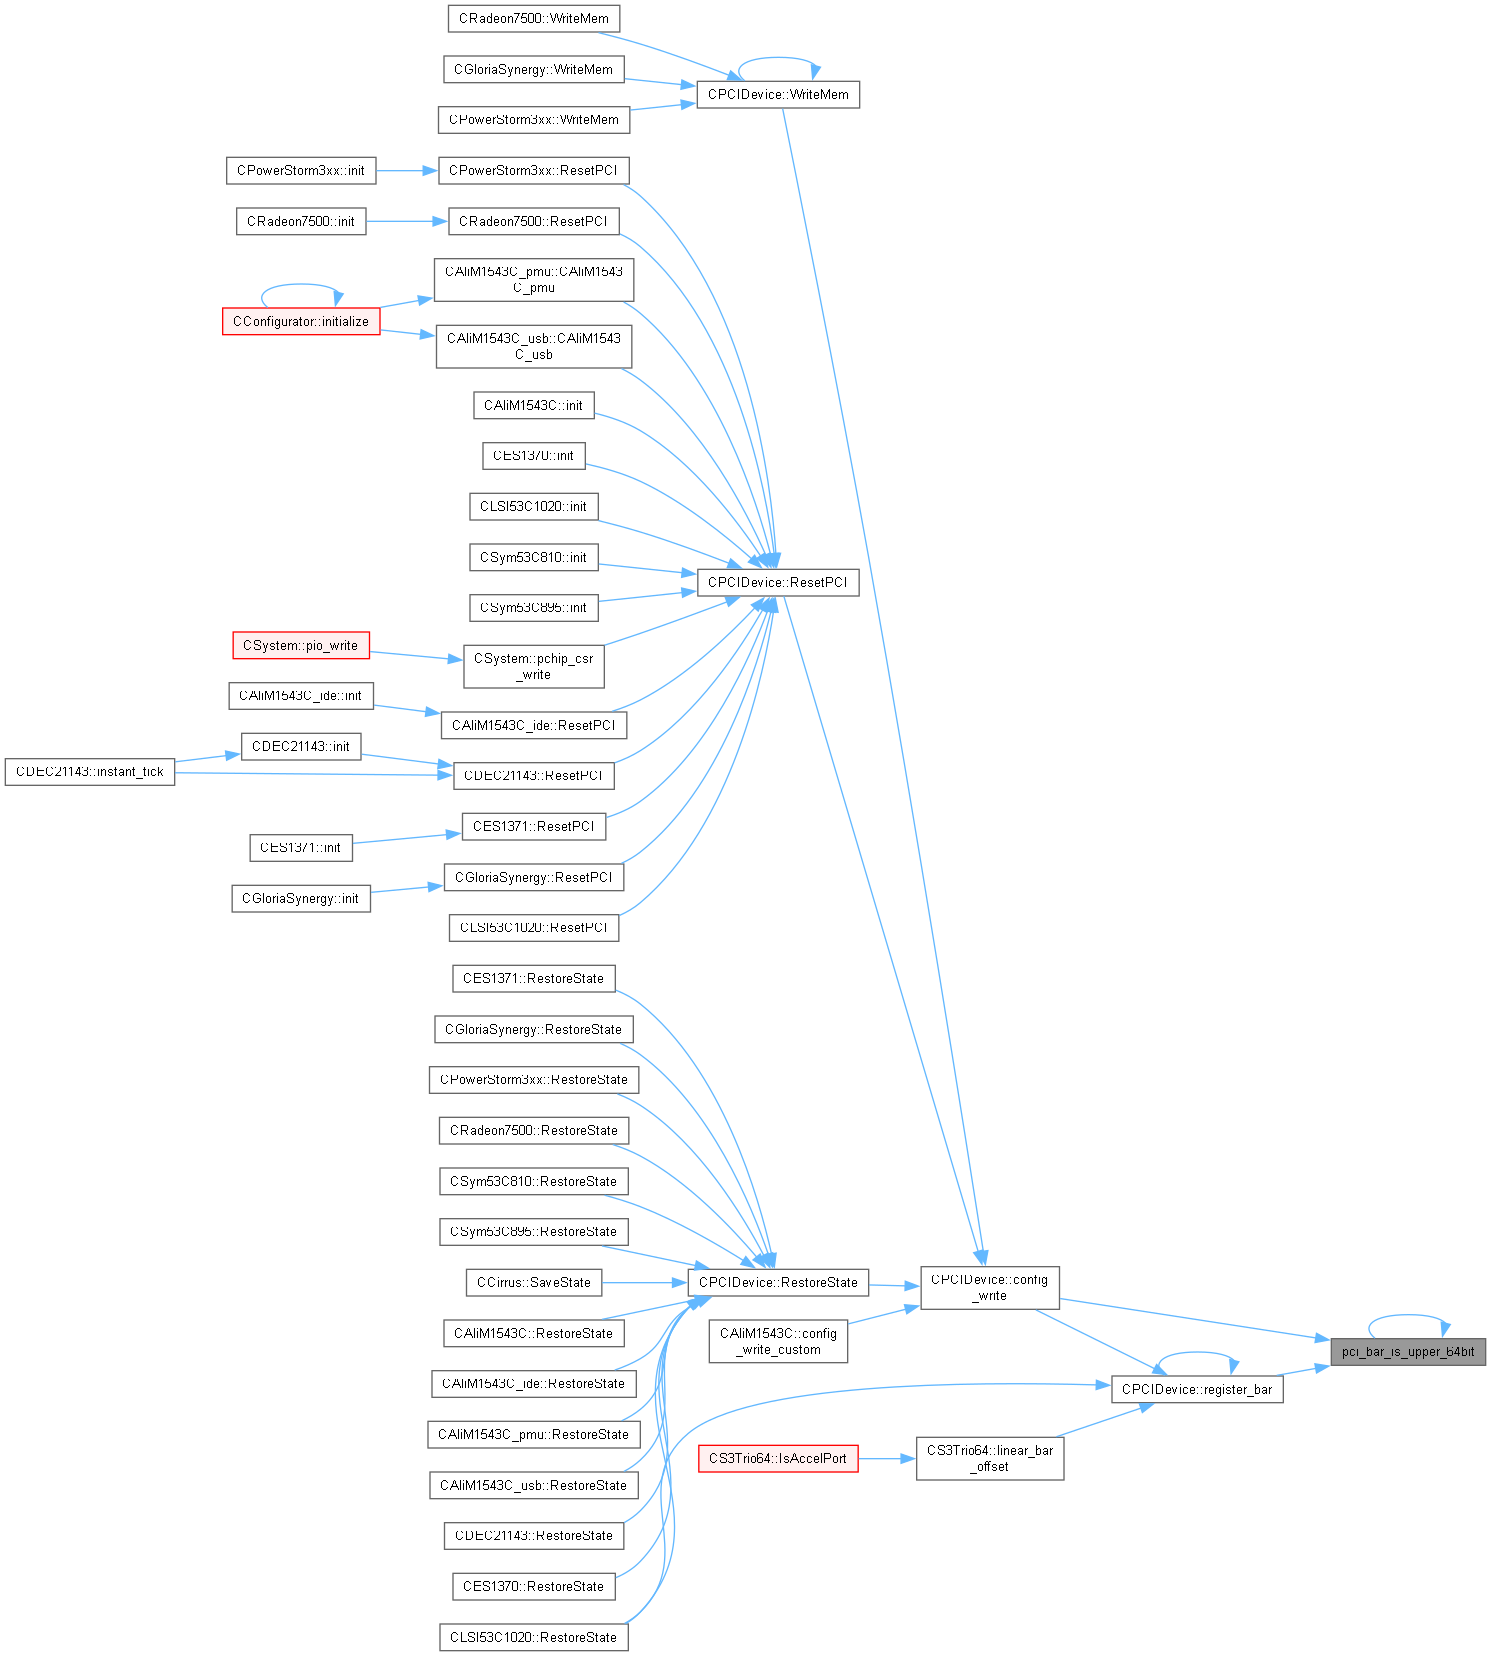 CRadeon7500::WriteMem
CGloriaSynergy::WriteMem
CPCIDevice::WriteMem
CPowerStorm3xx::WriteMem
CPowerStorm3xx::init
CPowerStorm3xx::ResetPCI
CRadeon7500::init
CRadeon7500::ResetPCI
CAliM1543C_pmu::CAliM1543
C_pmu
CConfigurator::initialize
CAliM1543C_usb::CAliM1543
C_usb
CAliM1543C::init
CES1370::init
CLSI53C1020::init
CSym53C810::init
CPCIDevice::ResetPCI
CSym53C895::init
CSystem::pio_write
CSystem::pchip_csr
_write
CAliM1543C_ide::init
CAliM1543C_ide::ResetPCI
CDEC21143::init
CDEC21143::instant_tick
CDEC21143::ResetPCI
CES1371::ResetPCI
CES1371::init
CGloriaSynergy::ResetPCI
CGloriaSynergy::init
CLSI53C1020::ResetPCI
CES1371::RestoreState
CGloriaSynergy::RestoreState
CPowerStorm3xx::RestoreState
CRadeon7500::RestoreState
CSym53C810::RestoreState
CSym53C895::RestoreState
CCirrus::SaveState
CPCIDevice::RestoreState
CPCIDevice::config
_write
CAliM1543C::RestoreState
CAliM1543C::config
_write_custom
pci_bar_is_upper_64bit
CAliM1543C_ide::RestoreState
CPCIDevice::register_bar
CAliM1543C_pmu::RestoreState
CS3Trio64::IsAccelPort
CS3Trio64::linear_bar
_offset
CAliM1543C_usb::RestoreState
CDEC21143::RestoreState
CES1370::RestoreState
CLSI53C1020::RestoreState